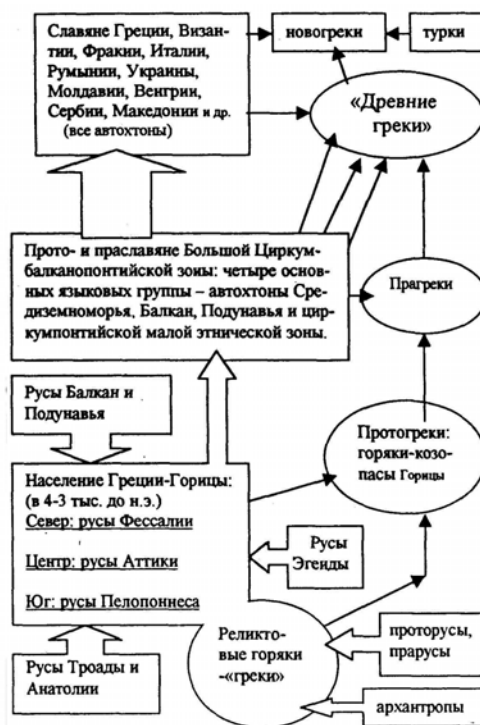 Славяне Греции, Визан-
тии, Фракии, Италии,
Румынии, Украины,
Молдавии, Венгрии,
Сербии, Македонии и др.
(все автохтоны)
новогреки
турки
«Древние
греки»
Прото- и праславяне Большой Циркум-
балканопонтийской зоны: четыре основ-
ных языковых группы – автохтоны Сре-
диземноморья, Балкан, Подунавья и цир-
кумпонтийской малой этнической зоны.
Прагреки
Русы Балкан и
Подунавья
Протогреки:
горяки-козо-
пасы Горицы
Население Греции-Горицы:
(в 4-3 тыс. до н.э.)
Север: русы Фессалии
Центр: русы Аттики
Юг: русы Пелопоннеса
Русы
Эгеиды
Реликто-
вые горяки
-«греки»
проторусы,
прарусы
Русы Троады и
Анатолии
архантропы